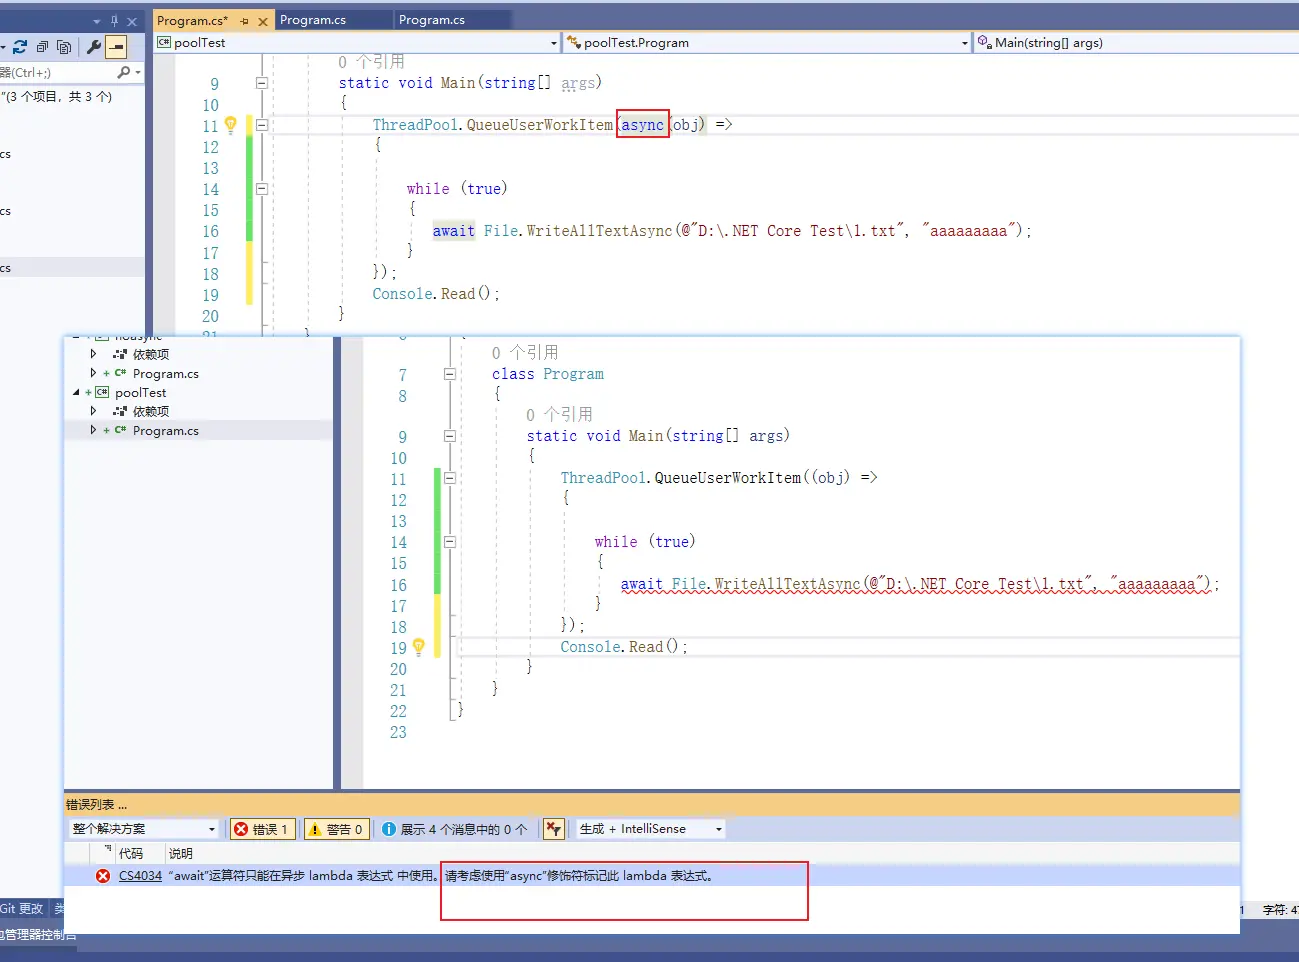 Program.cs* Program.cs Program.cs
poolTest poolTest.Program Main(string[] args)
器(Ctrl+;)
"(3 个项目，共 3 个)
cs
cs
cs
0 个引用
9 static void Main(string[] args)
10 {
11 ThreadPool.QueueUserWorkItem(async(obj) =>
12 {
13
14 while (true)
15 {
16 await File.WriteAllTextAsync(@"D:\.NET Core Test\1.txt", "aaaaaaaaa");
17 }
18 });
19 Console.Read();
20 }
21 }
noasync
依赖项
Program.cs
poolTest
依赖项
Program.cs
0 个引用
7 class Program
8 {
0 个引用
9 static void Main(string[] args)
10 {
11 ThreadPool.QueueUserWorkItem((obj) =>
12 {
13
14 while (true)
15 {
16 await File.WriteAllTextAsync(@"D:\.NET Core Test\1.txt", "aaaaaaaaa");
17 }
18 });
19 Console.Read();
20 }
21 }
22 }
23
错误列表 ...
整个解决方案 错误 1 警告 0 展示 4 个消息中的 0 个 生成 + IntelliSense
代码 说明
CS4034 "await"运算符只能在异步 lambda 表达式 中使用。请考虑使用"async"修饰符标记此 lambda 表达式。
Git 更改 类
包管理器控制台
1 字符: 47